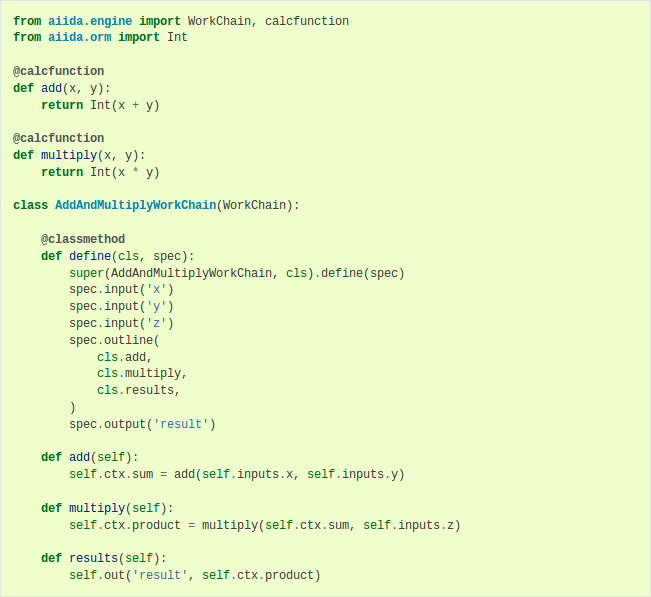 from aiida.engine import WorkChain, calcfunction
from aiida.orm import Int

@calcfunction
def add(x, y):
    return Int(x + y)

@calcfunction
def multiply(x, y):
    return Int(x * y)

class AddAndMultiplyWorkChain(WorkChain):

    @classmethod
    def define(cls, spec):
        super(AddAndMultiplyWorkChain, cls).define(spec)
        spec.input('x')
        spec.input('y')
        spec.input('z')
        spec.outline(
            cls.add,
            cls.multiply,
            cls.results,
        )
        spec.output('result')

    def add(self):
        self.ctx.sum = add(self.inputs.x, self.inputs.y)

    def multiply(self):
        self.ctx.product = multiply(self.ctx.sum, self.inputs.z)

    def results(self):
        self.out('result', self.ctx.product)